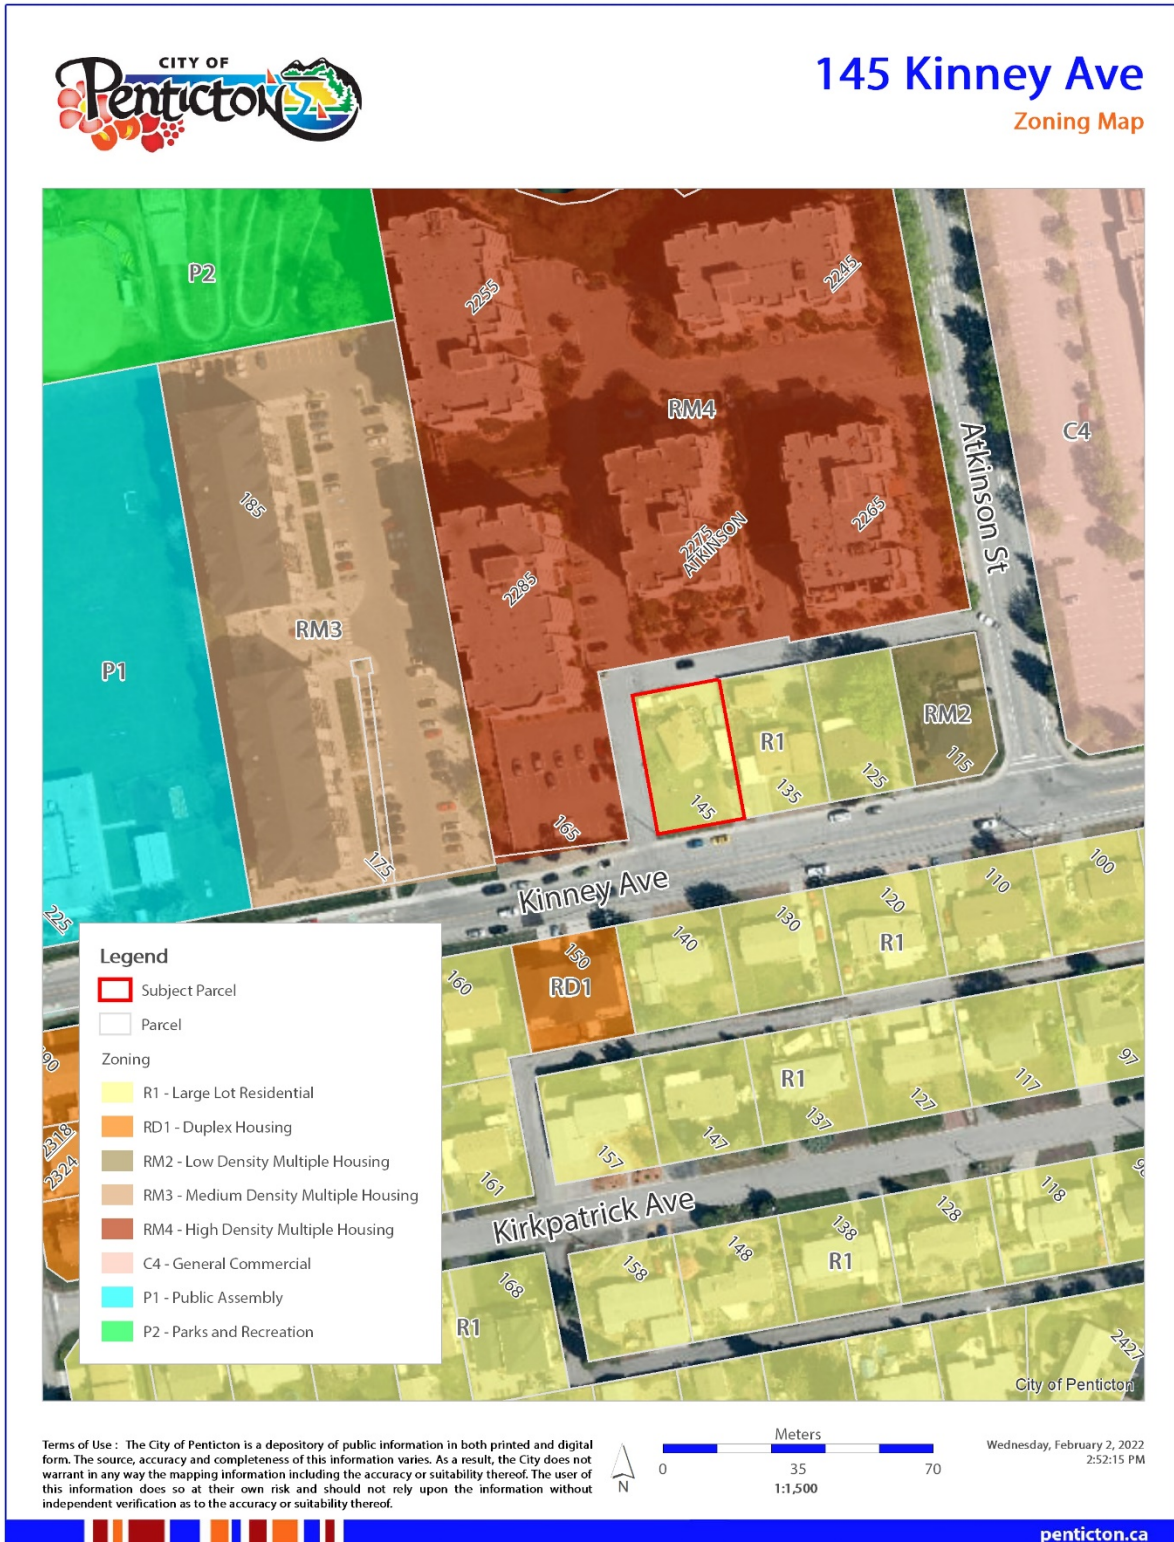 CITY OF
Penticton
145 Kinney Ave
Zoning Map
P2
2255
2245
RM4
C4
Atkinson St
185
2275
ATKINSON
2265
2285
RM3
P1
RM2
R1
115
125
135
145
165
175
Kinney Ave
225
100
110
120
130
140
150
160
R1
RD1
97
R1
117
127
137
147
157
161
Kirkpatrick Ave
118
128
138
148
158
168
R1
R1
2318
2324
2427
City of Penticton
Legend
Subject Parcel
Parcel
Zoning
R1 - Large Lot Residential
RD1 - Duplex Housing
RM2 - Low Density Multiple Housing
RM3 - Medium Density Multiple Housing
RM4 - High Density Multiple Housing
C4 - General Commercial
P1 - Public Assembly
P2 - Parks and Recreation
Terms of Use : The City of Penticton is a depository of public information in both printed and digital
form. The source, accuracy and completeness of this information varies. As a result, the City does not
warrant in any way the mapping information including the accuracy or suitability thereof. The user of
this information does so at their own risk and should not rely upon the information without
independent verification as to the accuracy or suitability thereof.
N
Meters
0 35 70
1:1,500
Wednesday, February 2, 2022
2:52:15 PM
penticton.ca